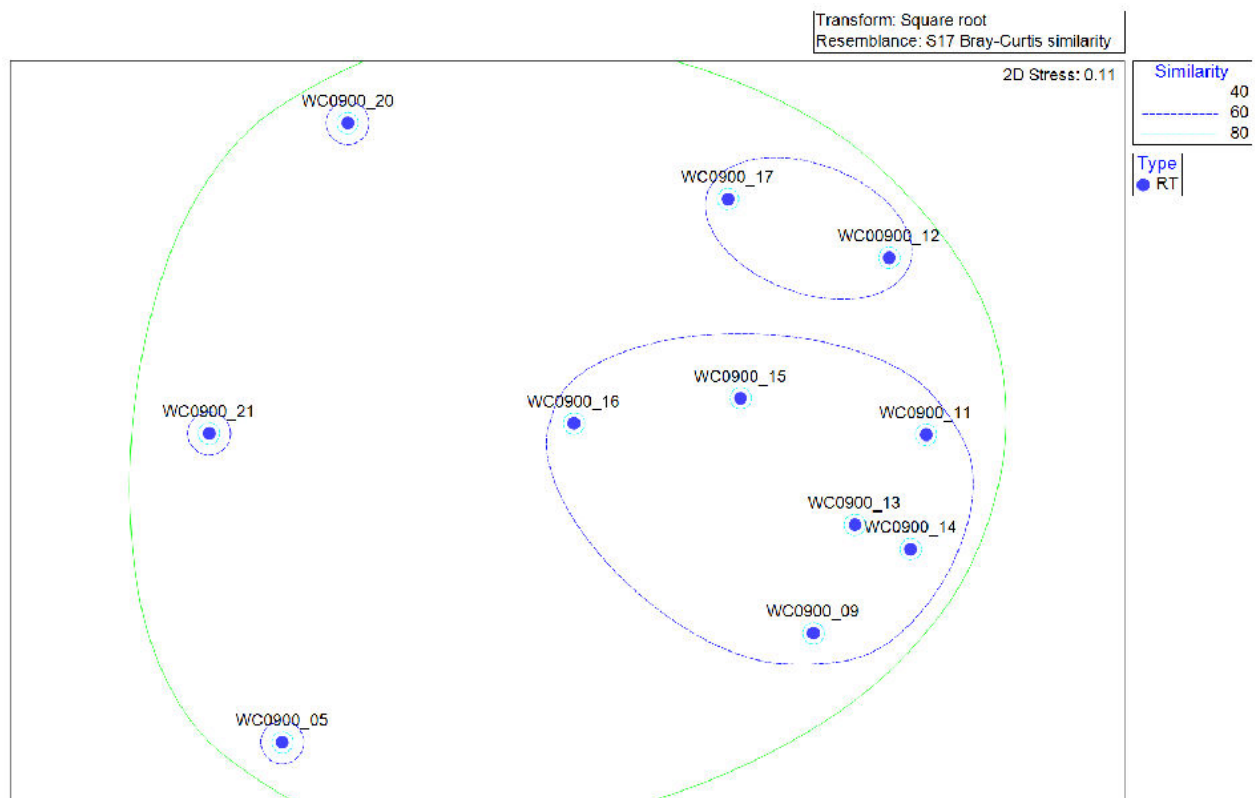 Transform: Square root
Resemblance: S17 Bray-Curtis similarity
2D Stress: 0.11
Similarity
40
60
80
Type
RT
WC0900_20
WC0900_17
WC00900_12
WC0900_15
WC0900_16
WC0900_11
WC0900_21
WC0900_13
WC0900_14
WC0900_09
WC0900_05